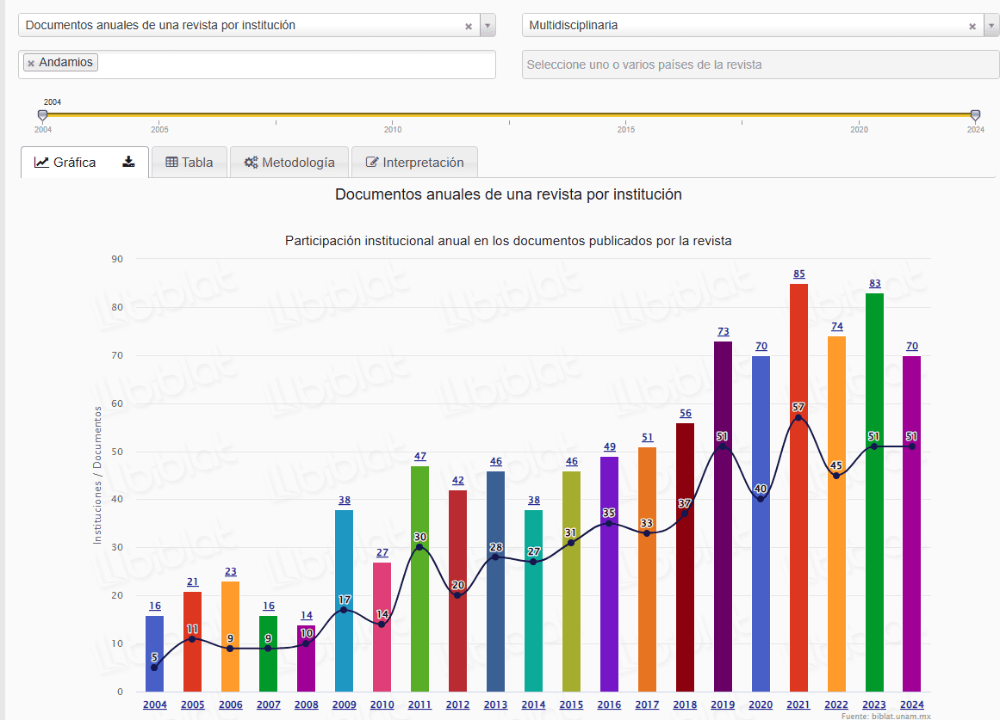 Documentos anuales de una revista por institución
Multidisciplinaria
Andamios
Seleccione uno o varios países de la revista
2004
2004 2005 2010 2015 2020 2024
Gráfica Tabla Metodología Interpretación
Documentos anuales de una revista por institución
Participación institucional anual en los documentos publicados por la revista
Instituciones / Documentos
90
80
70
60
50
40
30
20
10
0
16 21 23 16 14 38 27 47 42 46 38 46 49 51 56 73 70 85 74 83 70
5 11 9 9 10 17 14 30 20 28 27 31 35 33 37 51 40 57 45 51 51
2004 2005 2006 2007 2008 2009 2010 2011 2012 2013 2014 2015 2016 2017 2018 2019 2020 2021 2022 2023 2024
Fuente: biblat.unam.mx
biblat